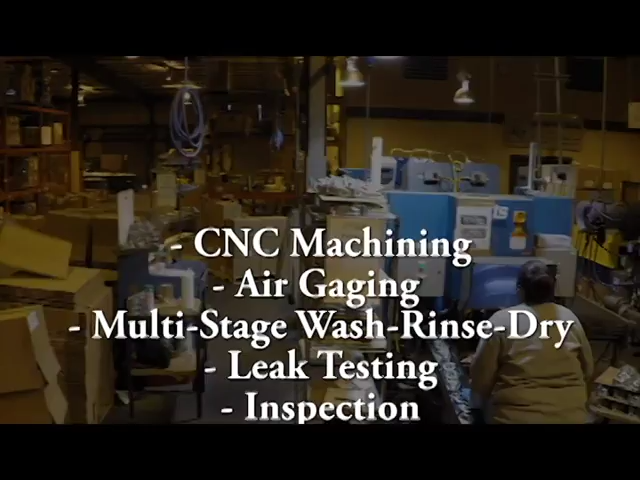 - CNC Machining
- Air Gaging
- Multi-Stage Wash-Rinse-Dry
- Leak Testing
- Inspection